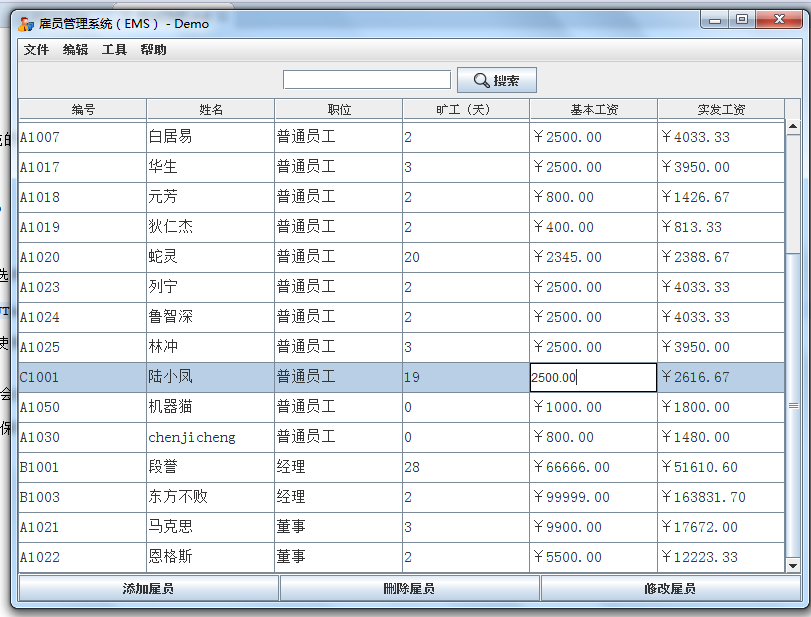 雇员管理系统（EMS） - Demo
文件 编辑 工具 帮助
搜索
编号 姓名 职位 旷工（天） 基本工资 实发工资
A1007 白居易 普通员工 2 ￥2500.00 ￥4033.33
A1017 华生 普通员工 3 ￥2500.00 ￥3950.00
A1018 元芳 普通员工 2 ￥800.00 ￥1426.67
A1019 狄仁杰 普通员工 2 ￥400.00 ￥813.33
A1020 蛇灵 普通员工 20 ￥2345.00 ￥2388.67
A1023 列宁 普通员工 2 ￥2500.00 ￥4033.33
A1024 鲁智深 普通员工 2 ￥2500.00 ￥4033.33
A1025 林冲 普通员工 3 ￥2500.00 ￥3950.00
C1001 陆小凤 普通员工 19 2500.00 ￥2616.67
A1050 机器猫 普通员工 0 ￥1000.00 ￥1800.00
A1030 chenjicheng 普通员工 0 ￥800.00 ￥1480.00
B1001 段誉 经理 28 ￥66666.00 ￥51610.60
B1003 东方不败 经理 2 ￥99999.00 ￥163831.70
A1021 马克思 董事 3 ￥9900.00 ￥17672.00
A1022 恩格斯 董事 2 ￥5500.00 ￥12223.33
添加雇员 删除雇员 修改雇员